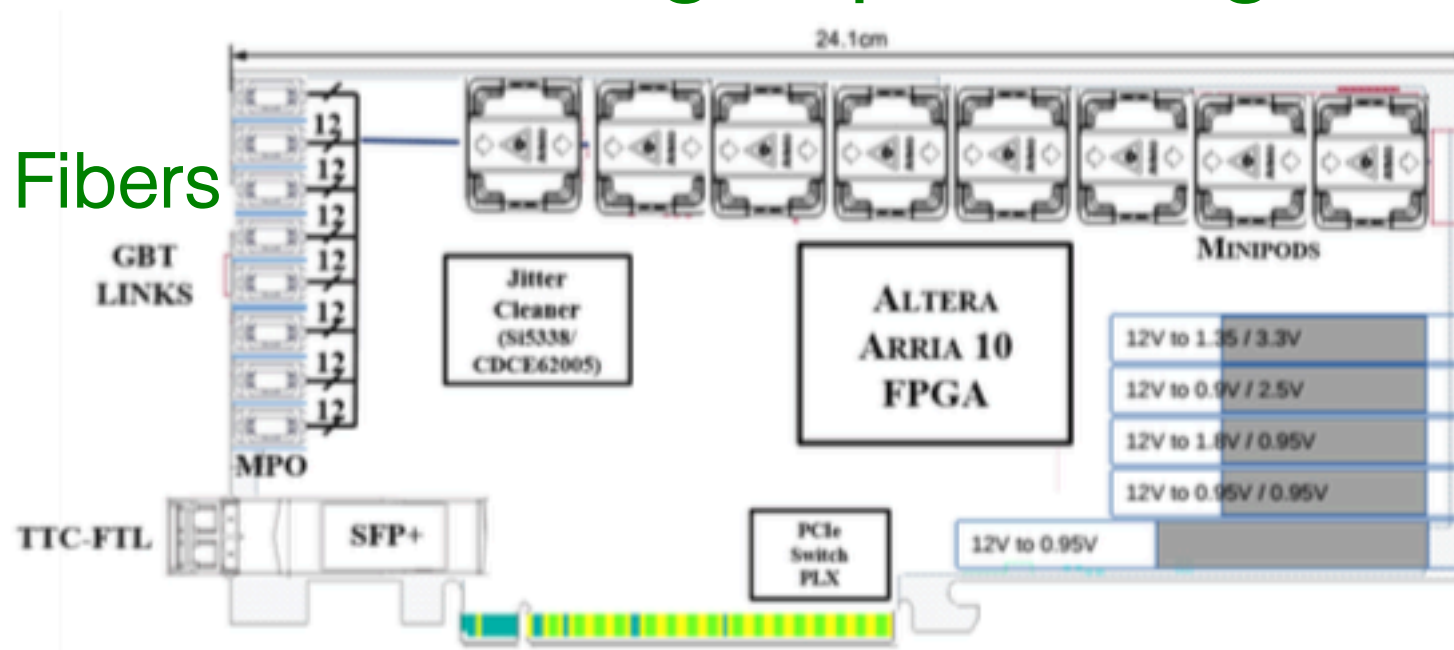 24.1cm
Fibers
12
12
12
12
12
12
12
GBT
LINKS
MINIPODS
Jitter
Cleaner
(Si5338/
CDCE62005)
ALTERA
ARRIA 10
FPGA
12V to 1.35 / 3.3V
12V to 0.9V / 2.5V
12V to 1.8V / 0.95V
12V to 0.95V / 0.95V
12V to 0.95V
MPO
TTC-FTL
SFP+
PCIe
Switch
PLX